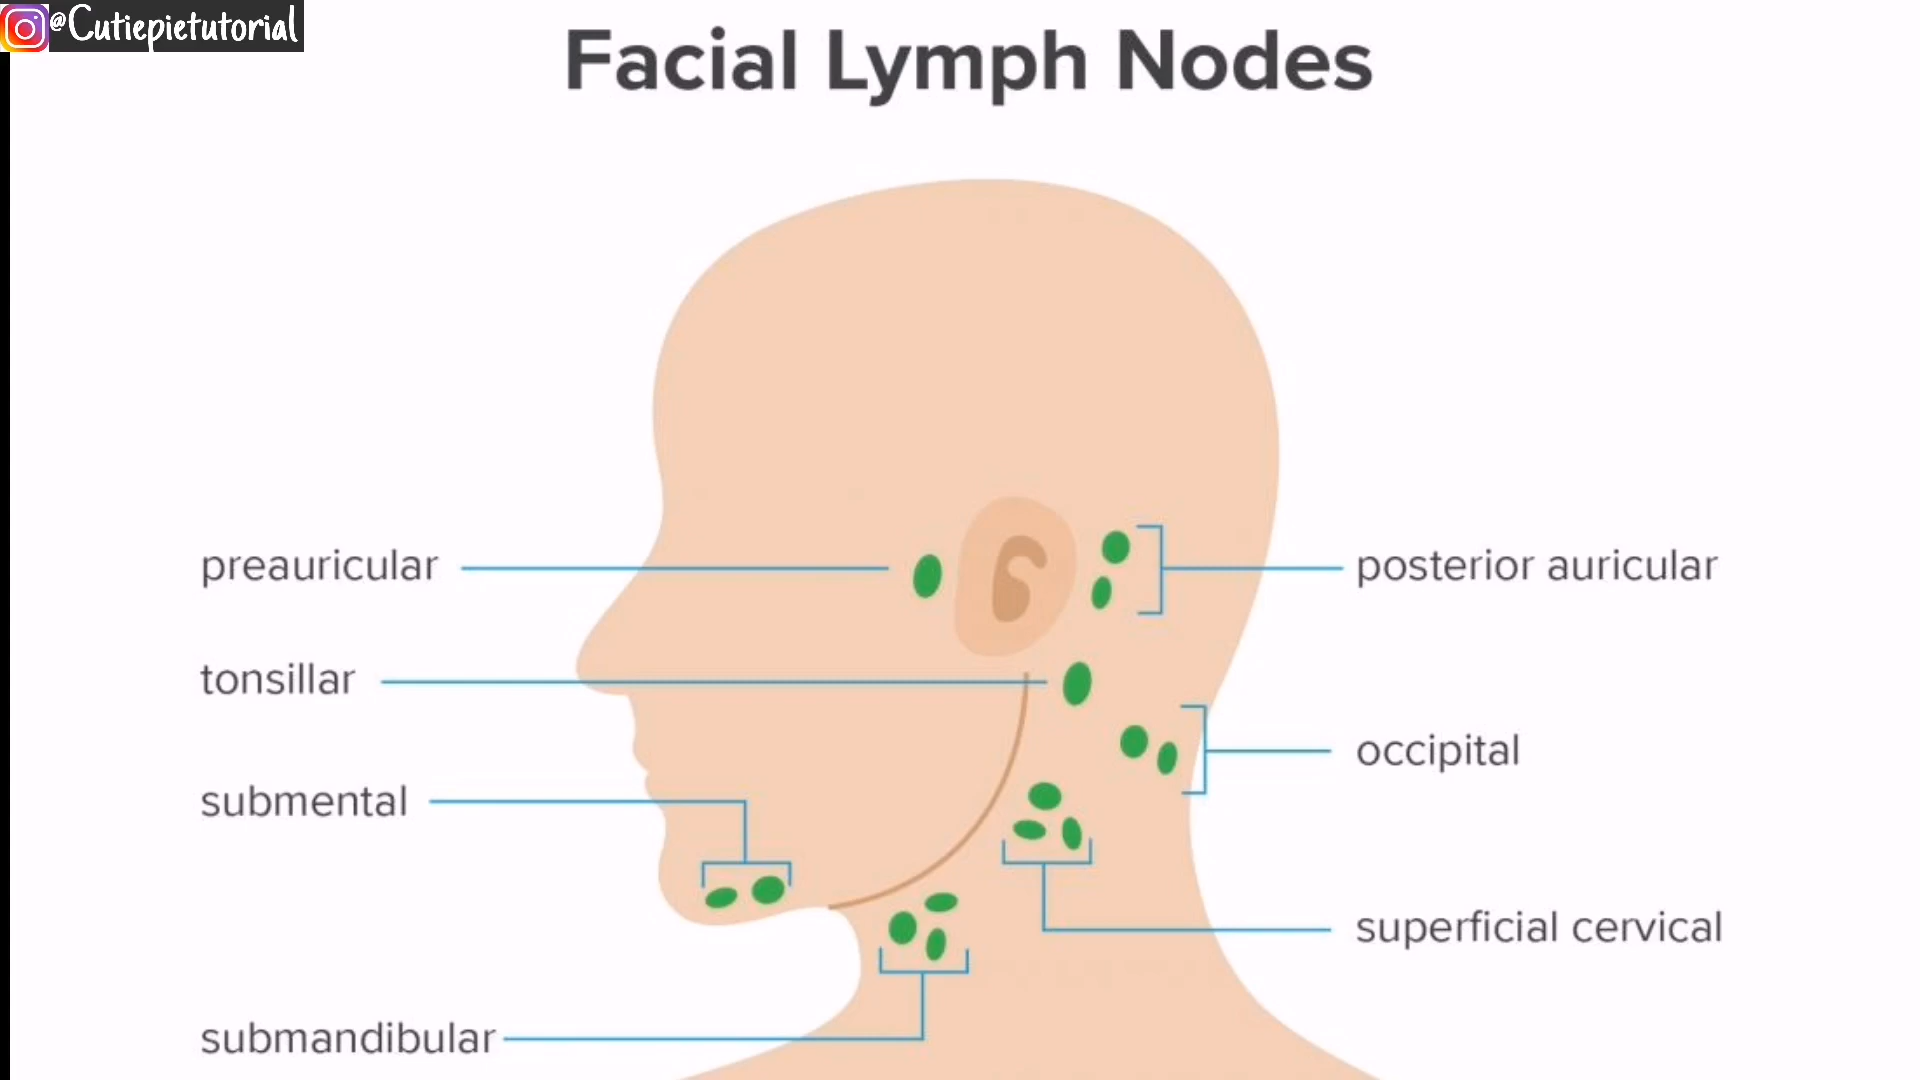 @Cutiepietutorial
Facial Lymph Nodes
preauricular
posterior auricular
tonsillar
occipital
submental
superficial cervical
submandibular